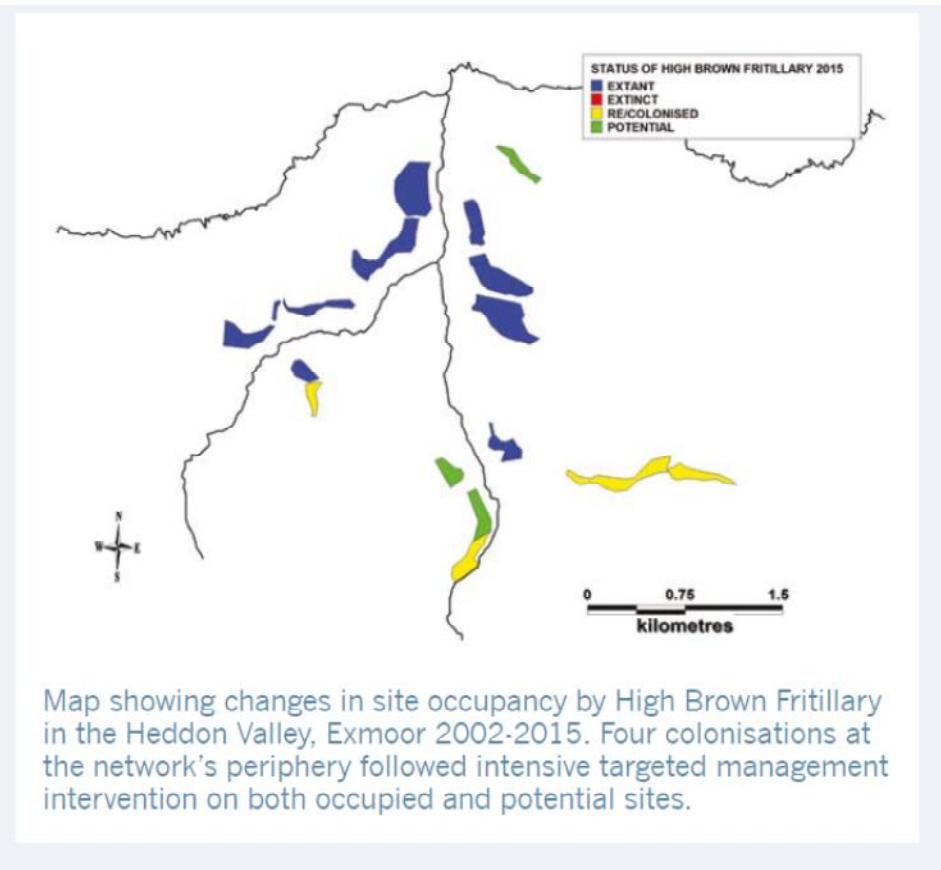 STATUS OF HIGH BROWN FRITILLARY 2015
EXTANT
EXTINCT
RE/COLONISED
POTENTIAL
N
W E
S
0 0.75 1.5
kilometres
Map showing changes in site occupancy by High Brown Fritillary
in the Heddon Valley, Exmoor 2002-2015. Four colonisations at
the network's periphery followed intensive targeted management
intervention on both occupied and potential sites.